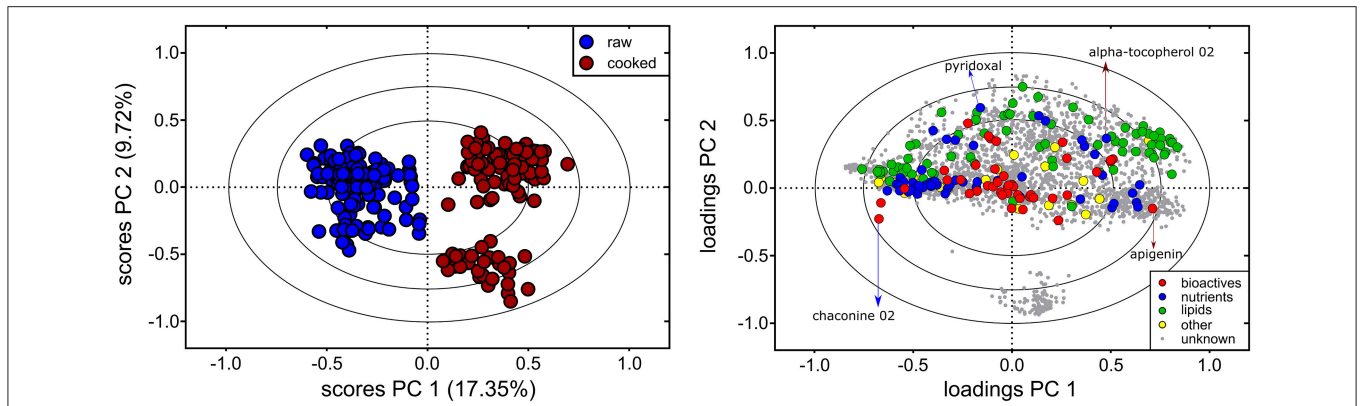 scores PC 2 (9.72%)
1.0
0.5
0.0
-0.5
-1.0
raw
cooked
-1.0 -0.5 0.0 0.5 1.0
scores PC 1 (17.35%)
loadings PC 2
1.0
0.5
0.0
-0.5
-1.0
pyridoxal
alpha-tocopherol 02
chaconine 02
apigenin
bioactives
nutrients
lipids
other
unknown
-1.0 -0.5 0.0 0.5 1.0
loadings PC 1